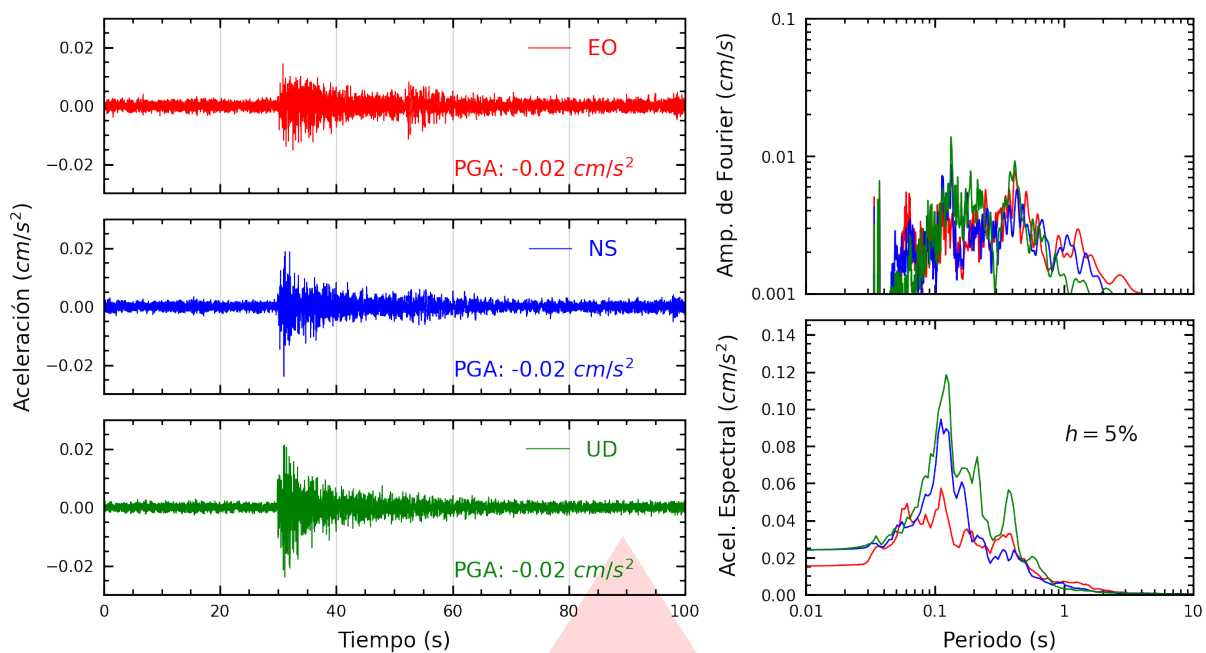 Aceleración (cm/s²)
0.02
0.00
−0.02
EO
PGA: -0.02 cm/s²
0.02
0.00
−0.02
NS
PGA: -0.02 cm/s²
0.02
0.00
−0.02
UD
PGA: -0.02 cm/s²
0 20 40 60 80 100
Tiempo (s)
Amp. de Fourier (cm/s)
0.1
0.01
0.001
Acel. Espectral (cm/s²)
0.14
0.12
0.10
0.08
0.06
0.04
0.02
0.00
h = 5%
0.01 0.1 1 10
Periodo (s)